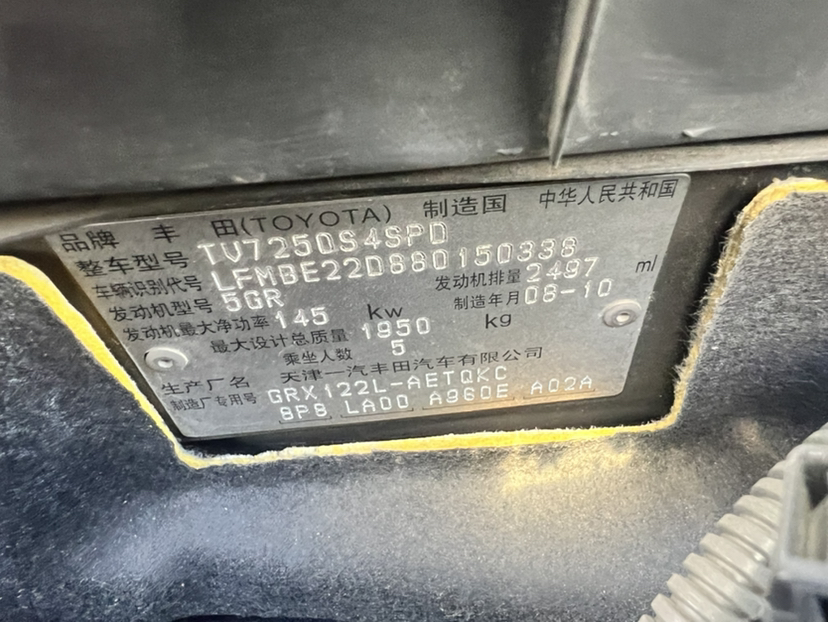 品牌 丰田(TOYOTA) 制造国 中华人民共和国
整车型号 TV7250S4SPD
车辆识别代号 LFMBE22D880150338
发动机型号 5GR 发动机排量 2497 ml
发动机最大净功率 145 kw 制造年月 08-10
最大设计总质量 1950 kg
乘坐人数 5
生产厂名 天津一汽丰田汽车有限公司
制造厂专用号 GRX122L-AETQKC
8P8 LA00 A960E A02A